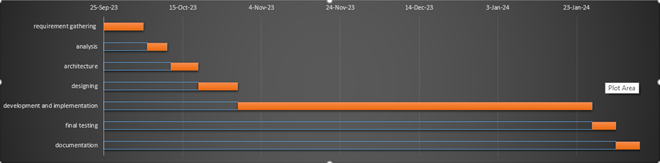 25-Sep-23 15-Oct-23 4-Nov-23 24-Nov-23 14-Dec-23 3-Jan-24 23-Jan-24
requirement gathering
analysis
architecture
designing
Plot Area
development and implementation
final testing
documentation